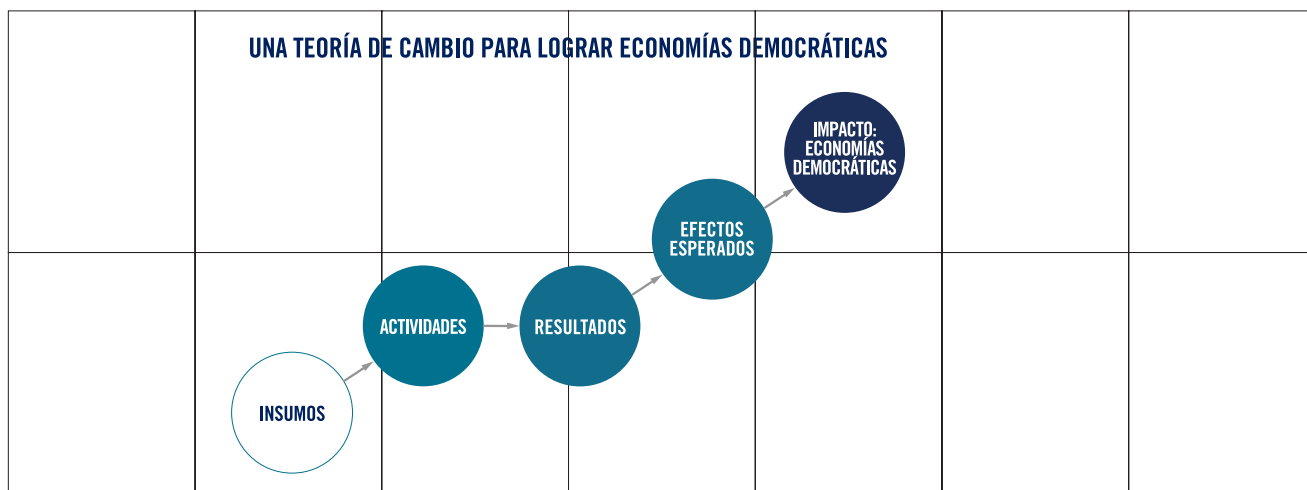 UNA TEORÍA DE CAMBIO PARA LOGRAR ECONOMÍAS DEMOCRÁTICAS
IMPACTO:
ECONOMÍAS
DEMOCRÁTICAS
EFECTOS
ESPERADOS
ACTIVIDADES
RESULTADOS
INSUMOS